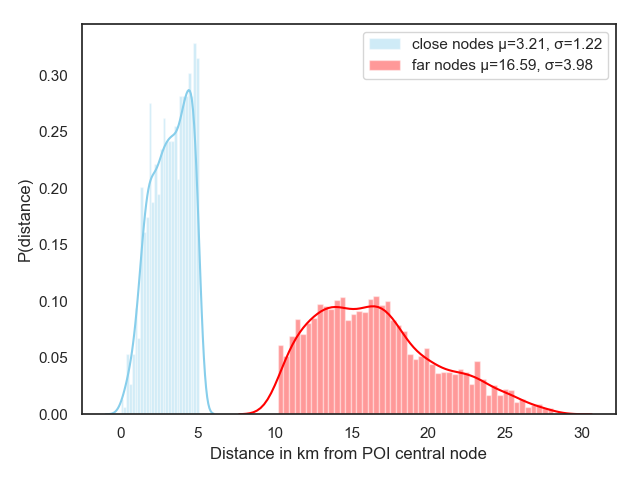 close nodes μ=3.21, σ=1.22
far nodes μ=16.59, σ=3.98
P(distance)
0.30
0.25
0.20
0.15
0.10
0.05
0.00
0 5 10 15 20 25 30
Distance in km from POI central node